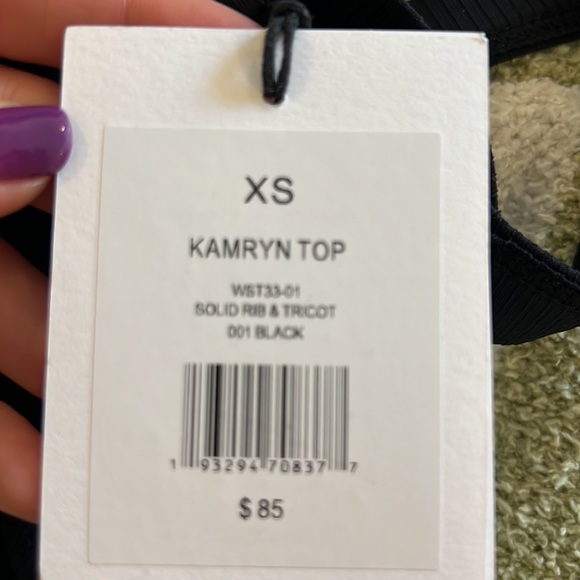 XS
KAMRYN TOP
WST33-01
SOLID RIB & TRICOT
001 BLACK
1 93294 70837 7
$ 85